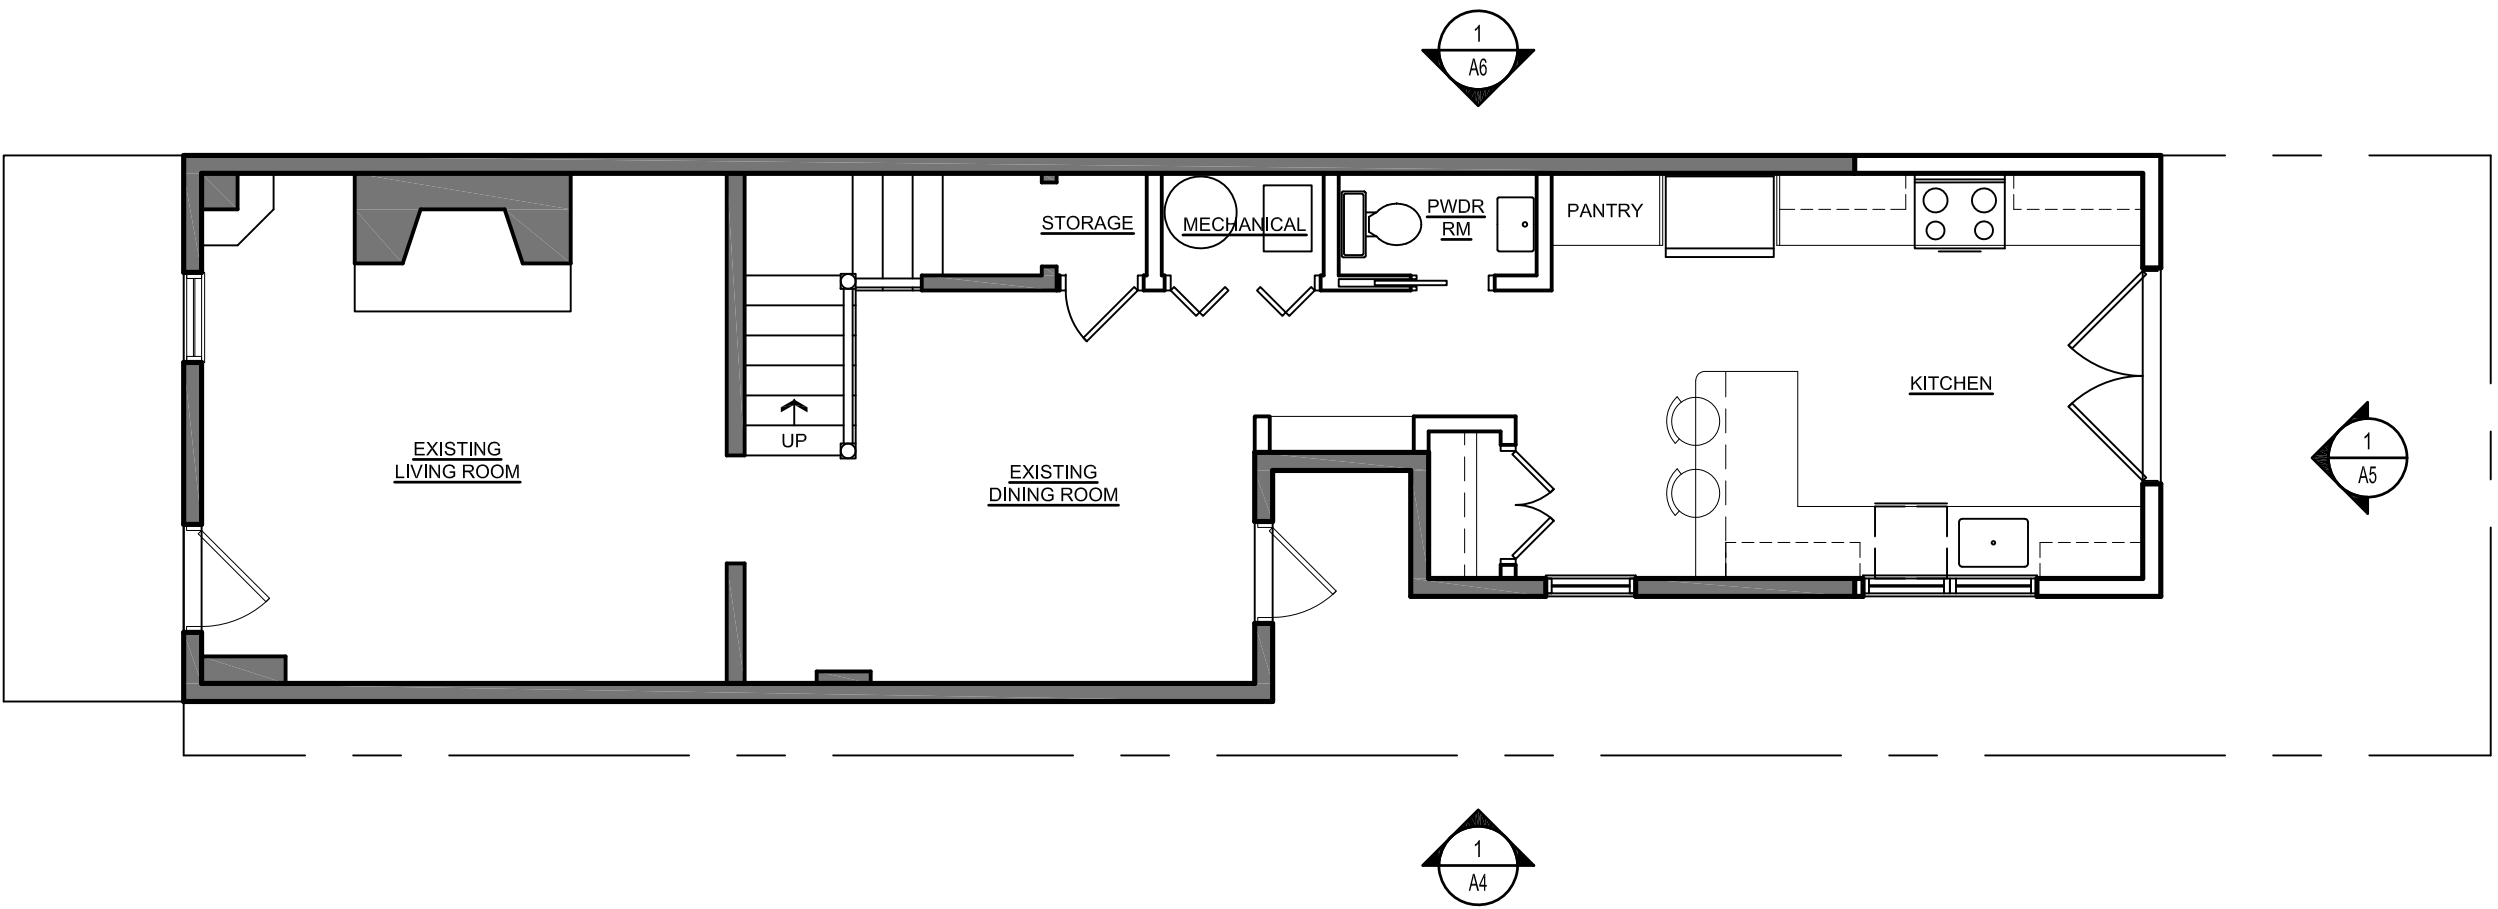 1
A6
STORAGE
MECHANICAL
PWDR
RM
PANTRY
KITCHEN
UP
EXISTING
LIVING ROOM
EXISTING
DINING ROOM
1
A5
1
A4